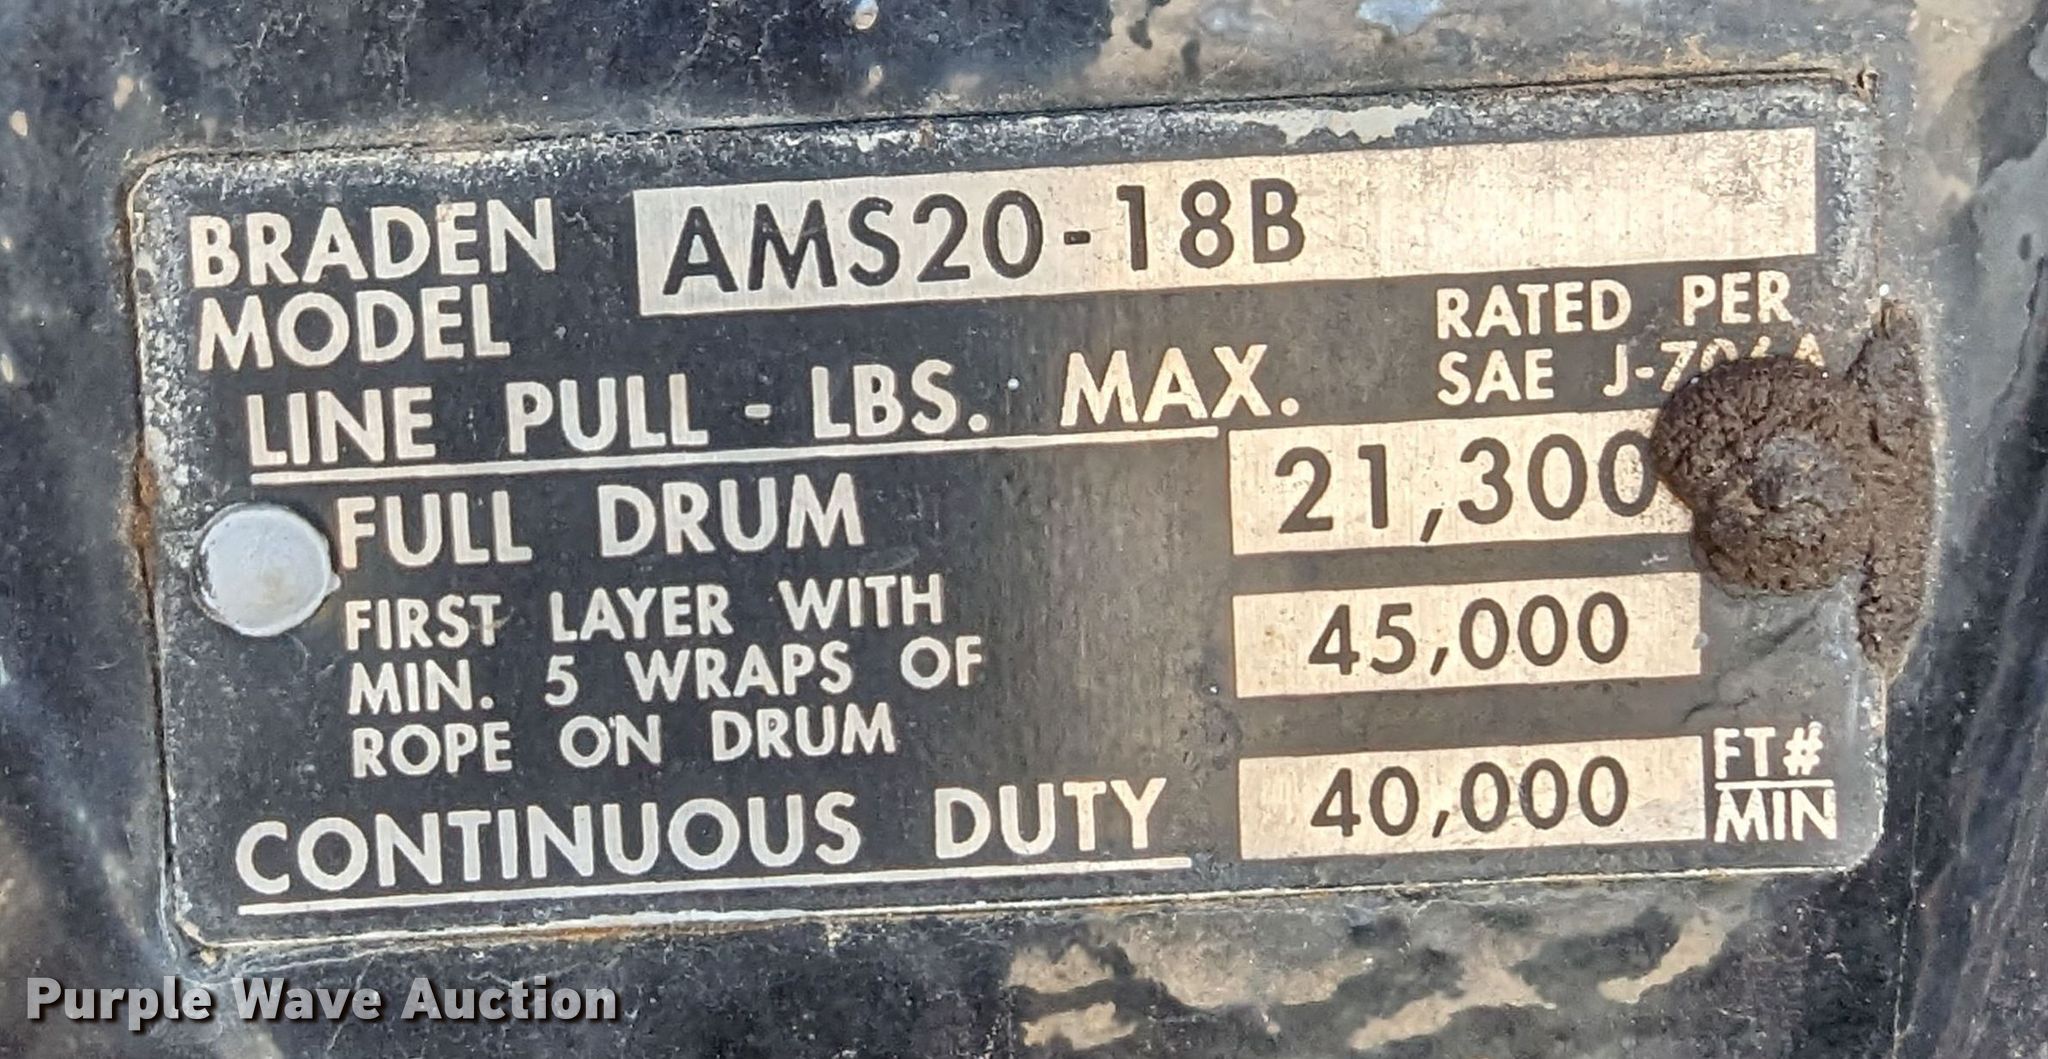 BRADEN MODEL AMS20-18B
LINE PULL - LBS. MAX.
RATED PER
SAE
FULL DRUM 21,300
FIRST LAYER WITH
MIN. 5 WRAPS OF
ROPE ON DRUM
45,000
CONTINUOUS DUTY 40,000 FT#
MIN
Purple Wave Auction